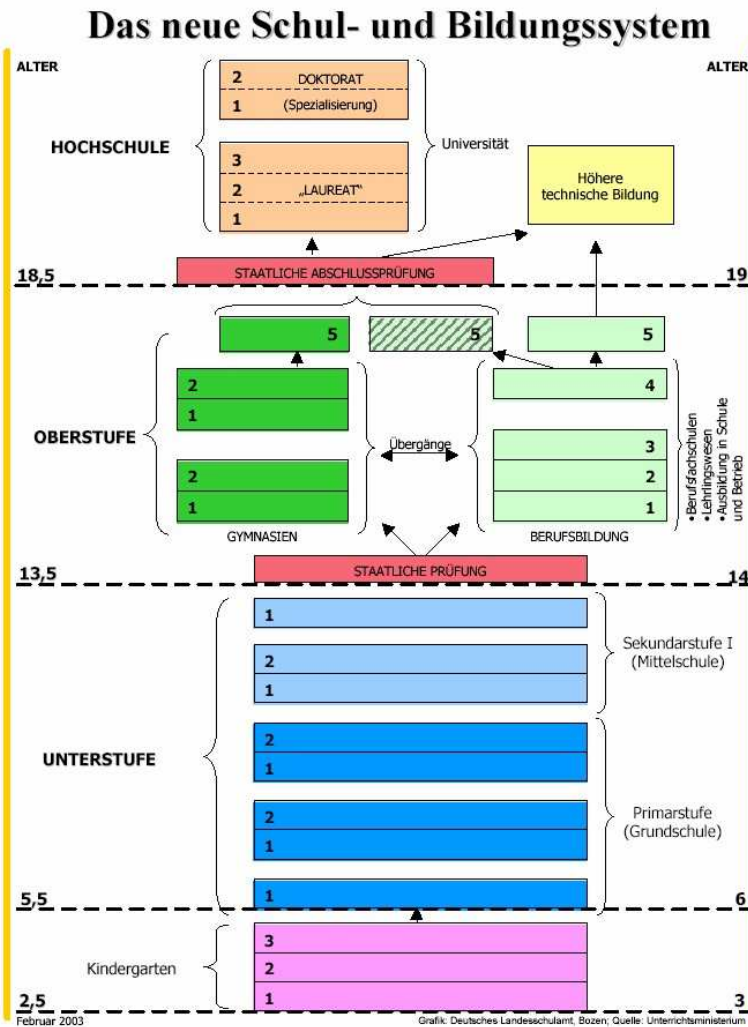 Das neue Schul- und Bildungssystem
ALTER
ALTER
2
DOKTORAT
1
(Spezialisierung)
HOCHSCHULE
Universität
3
2
„LAUREAT“
1
Höhere
technische Bildung
STAATLICHE ABSCHLUSSPRÜFUNG
18,5
19
5
5
5
2
1
4
OBERSTUFE
Übergänge
2
1
3
2
1
•Berufsfachschulen
•Lehrlingswesen
•Ausbildung in Schule
und Betrieb
GYMNASIEN
BERUFSBILDUNG
STAATLICHE PRÜFUNG
13,5
14
1
2
1
Sekundarstufe I
(Mittelschule)
UNTERSTUFE
2
1
2
1
Primarstufe
(Grundschule)
1
5,5
6
Kindergarten
3
2
1
2,5
3
Februar 2003
Grafik: Deutsches Landesschulamt, Bozen; Quelle: Unterrichtsministerium